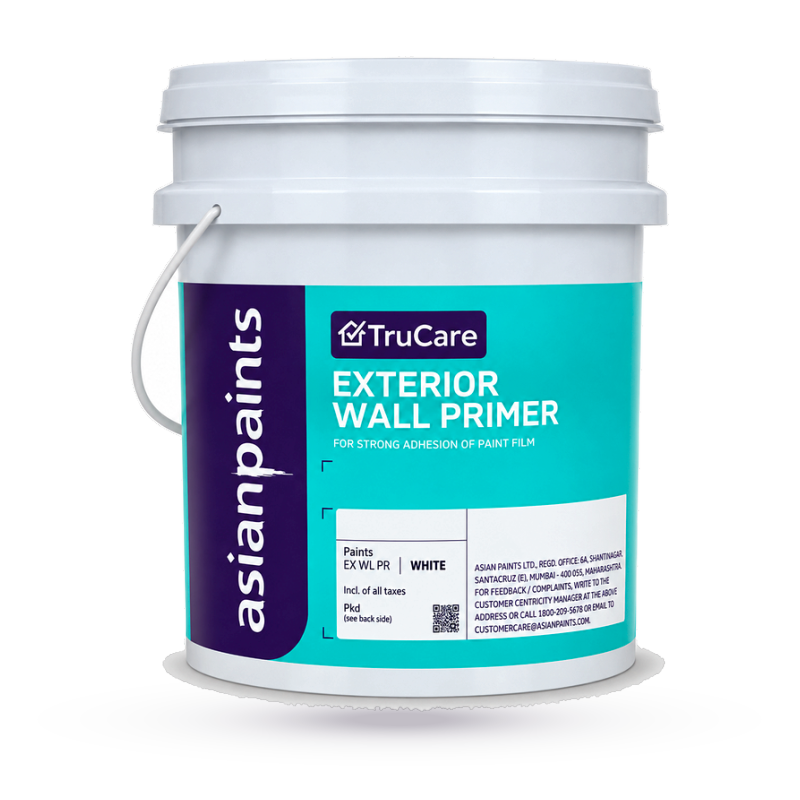 asianpaints
TruCare
EXTERIOR
WALL PRIMER
FOR STRONG ADHESION OF PAINT FILM
Paints
EX WL PR | WHITE
Incl. of all taxes
Pkd
(see back side)
ASIAN PAINTS LTD., REGD. OFFICE: 6A, SHANTINAGAR,
SANTACRUZ (E), MUMBAI - 400 055, MAHARASHTRA.
FOR FEEDBACK / COMPLAINTS, WRITE TO THE
CUSTOMER CENTRICITY MANAGER AT THE ABOVE
ADDRESS OR CALL 1800-209-5678 OR EMAIL TO
CUSTOMERCARE@ASIANPAINTS.COM.